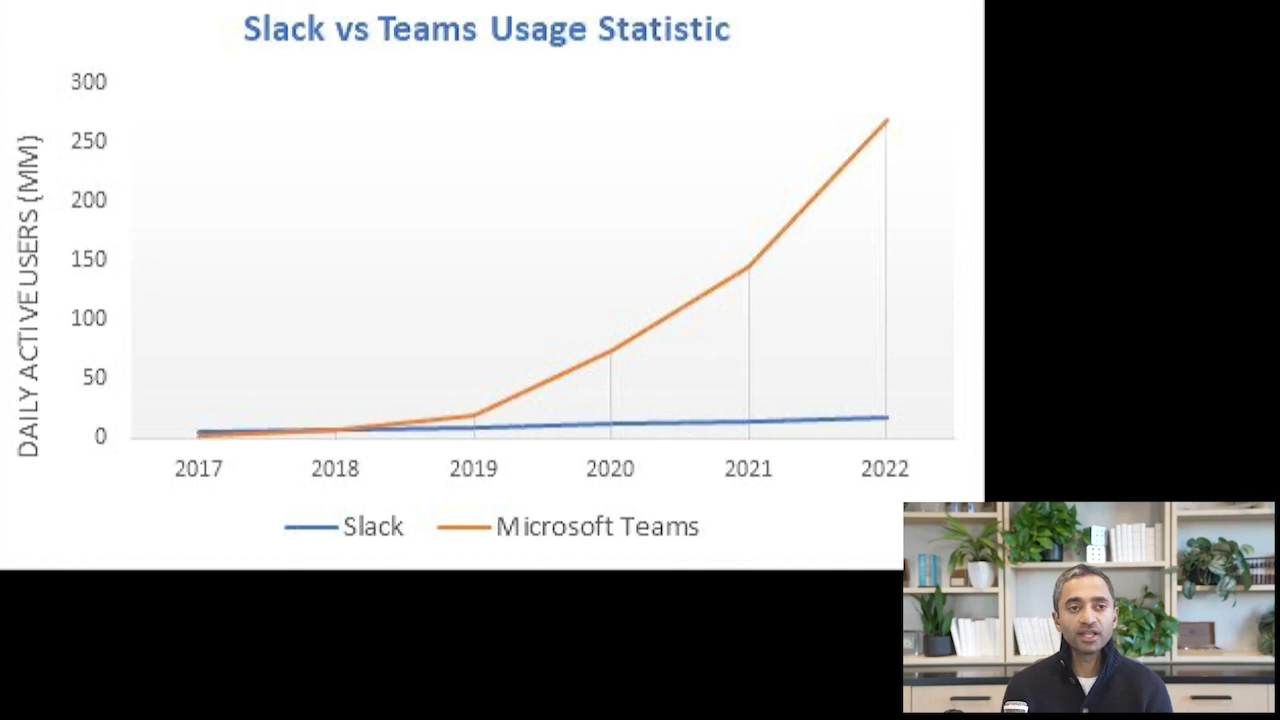 Slack vs Teams Usage Statistic
DAILY ACTIVE USERS (MM)
300
250
200
150
100
50
0
2017 2018 2019 2020 2021 2022
Slack Microsoft Teams